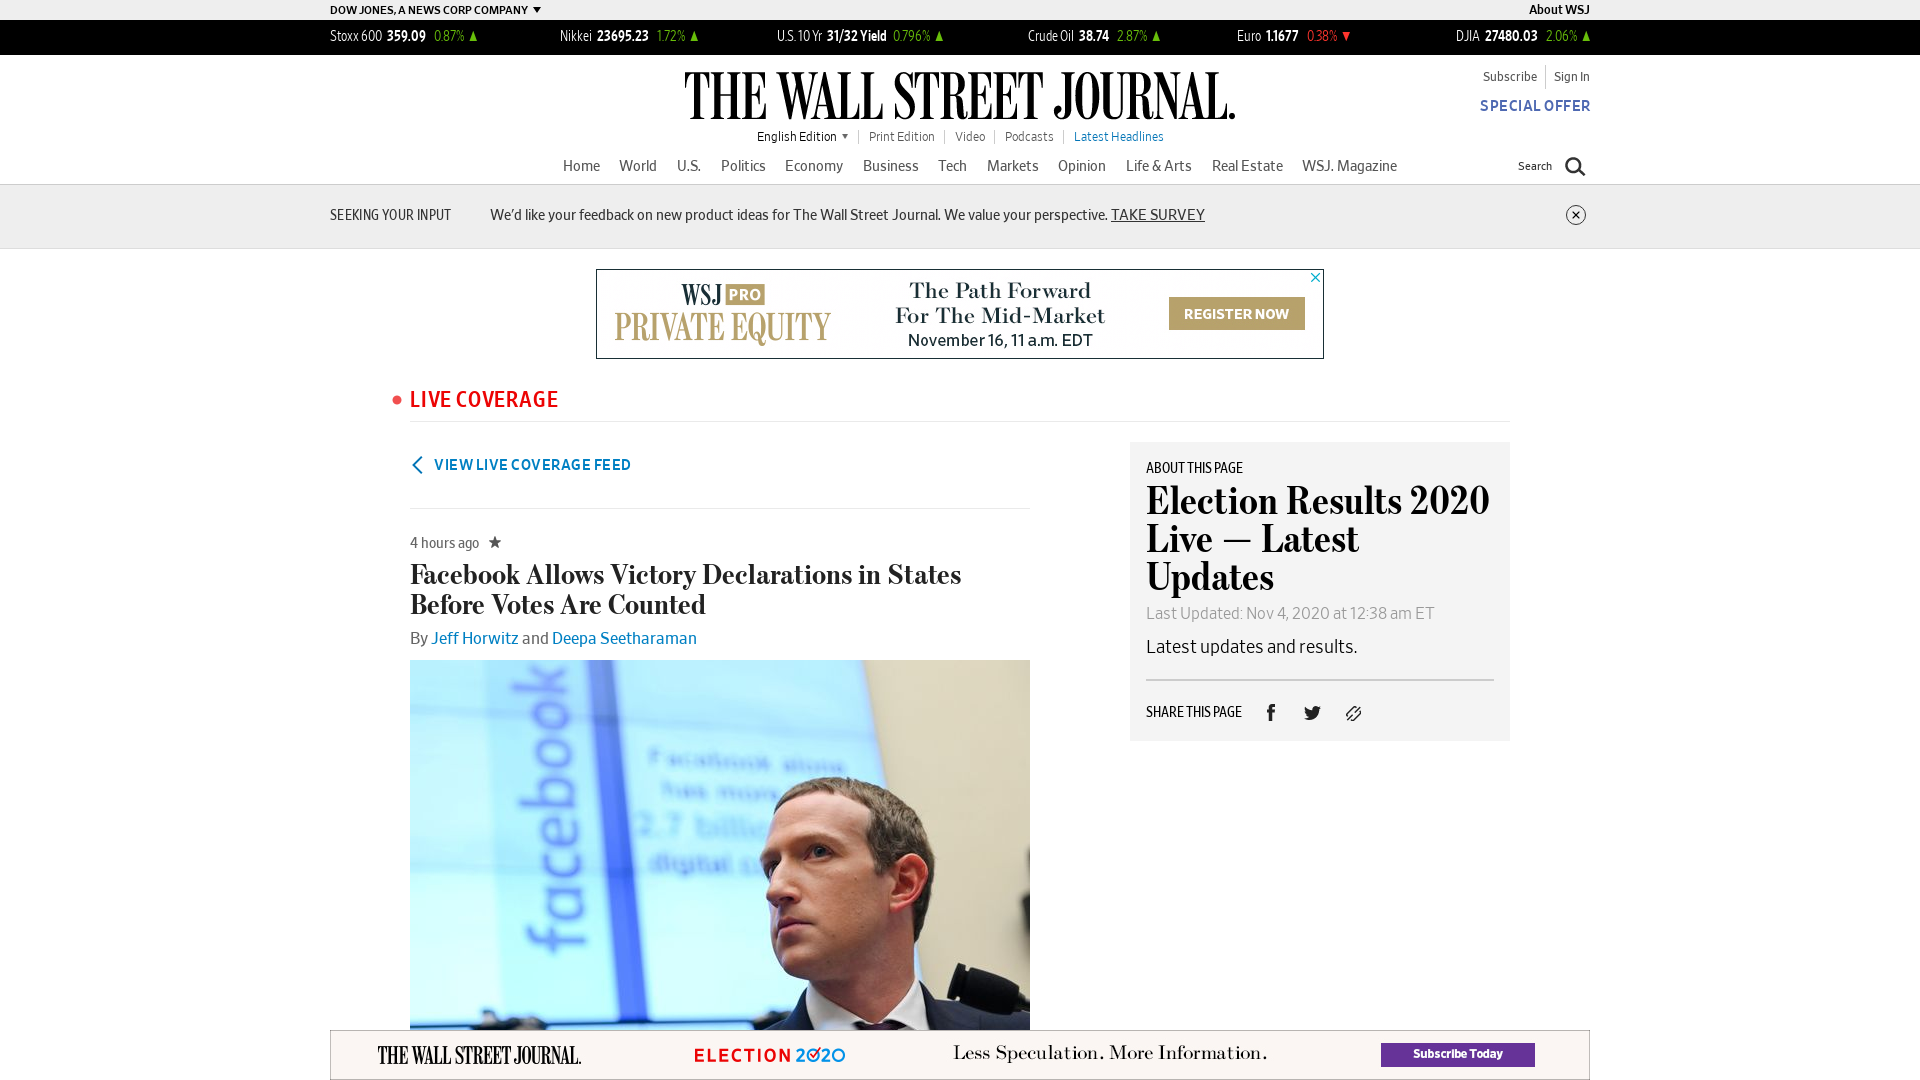 DOW JONES, A NEWS CORP COMPANY
About WSJ
Stoxx 600 359.09 0.87%
Nikkei 23695.23 1.72%
U.S. 10 Yr 31/32 Yield 0.796%
Crude Oil 38.74 2.87%
Euro 1.1677 0.38%
DJIA 27480.03 2.06%
THE WALL STREET JOURNAL.
Subscribe
Sign In
SPECIAL OFFER
English Edition
Print Edition
Video
Podcasts
Latest Headlines
Home World U.S. Politics Economy Business Tech Markets Opinion Life & Arts Real Estate WSJ. Magazine
Search
SEEKING YOUR INPUT
We’d like your feedback on new product ideas for The Wall Street Journal. We value your perspective. TAKE SURVEY
WSJ PRO
PRIVATE EQUITY
The Path Forward
For The Mid-Market
November 16, 11 a.m. EDT
REGISTER NOW
LIVE COVERAGE
VIEW LIVE COVERAGE FEED
4 hours ago
Facebook Allows Victory Declarations in States
Before Votes Are Counted
By Jeff Horwitz and Deepa Seetharaman
facebook
Facebook alone
has more
2.7 billi
digital
ABOUT THIS PAGE
Election Results 2020
Live — Latest
Updates
Last Updated: Nov 4, 2020 at 12:38 am ET
Latest updates and results.
SHARE THIS PAGE
THE WALL STREET JOURNAL.
ELECTION 2020
Less Speculation. More Information.
Subscribe Today